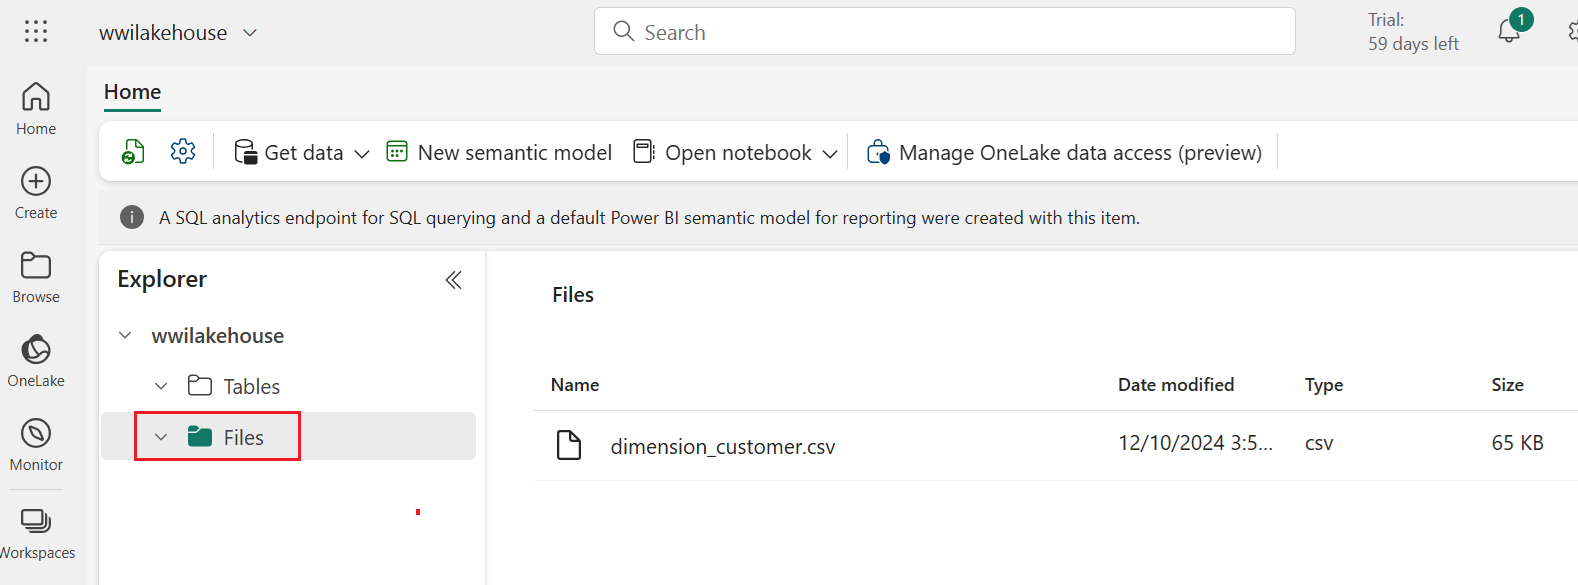 wwilakehouse
Search
Trial:
59 days left
1
Home
Home
Create
Browse
OneLake
Monitor
Workspaces
Get data
New semantic model
Open notebook
Manage OneLake data access (preview)
A SQL analytics endpoint for SQL querying and a default Power BI semantic model for reporting were created with this item.
Explorer
wwilakehouse
Tables
Files
Files
Name Date modified Type Size
dimension_customer.csv 12/10/2024 3:5... csv 65 KB